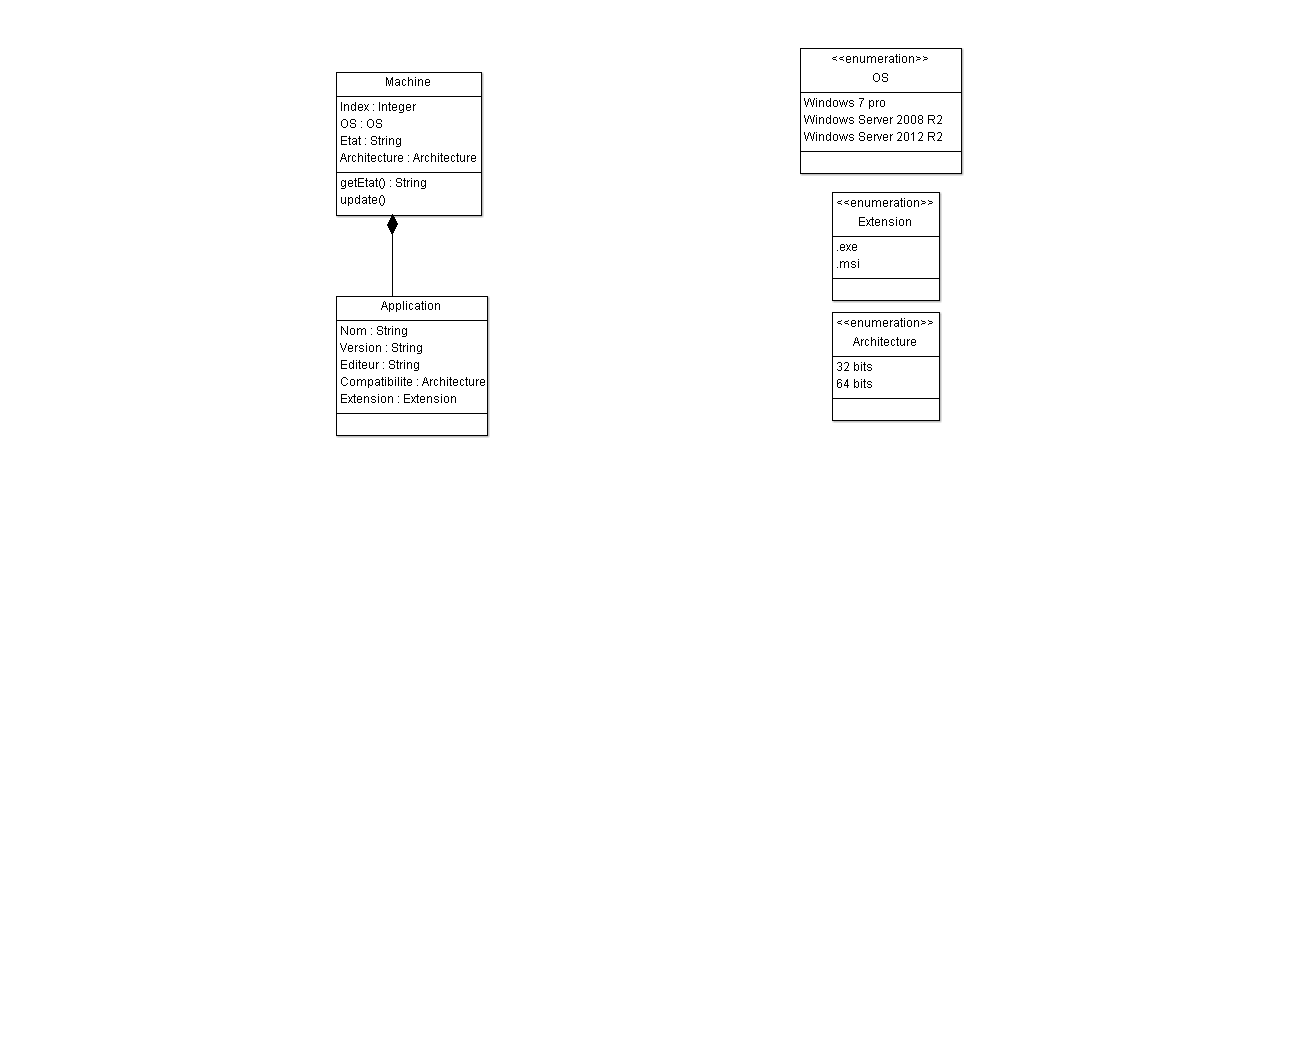 Machine
Index : Integer
OS : OS
Etat : String
Architecture : Architecture
getEtat() : String
update()
Application
Nom : String
Version : String
Editeur : String
Compatibilite : Architecture
Extension : Extension
<<enumeration>>
OS
Windows 7 pro
Windows Server 2008 R2
Windows Server 2012 R2
<<enumeration>>
Extension
.exe
.msi
<<enumeration>>
Architecture
32 bits
64 bits